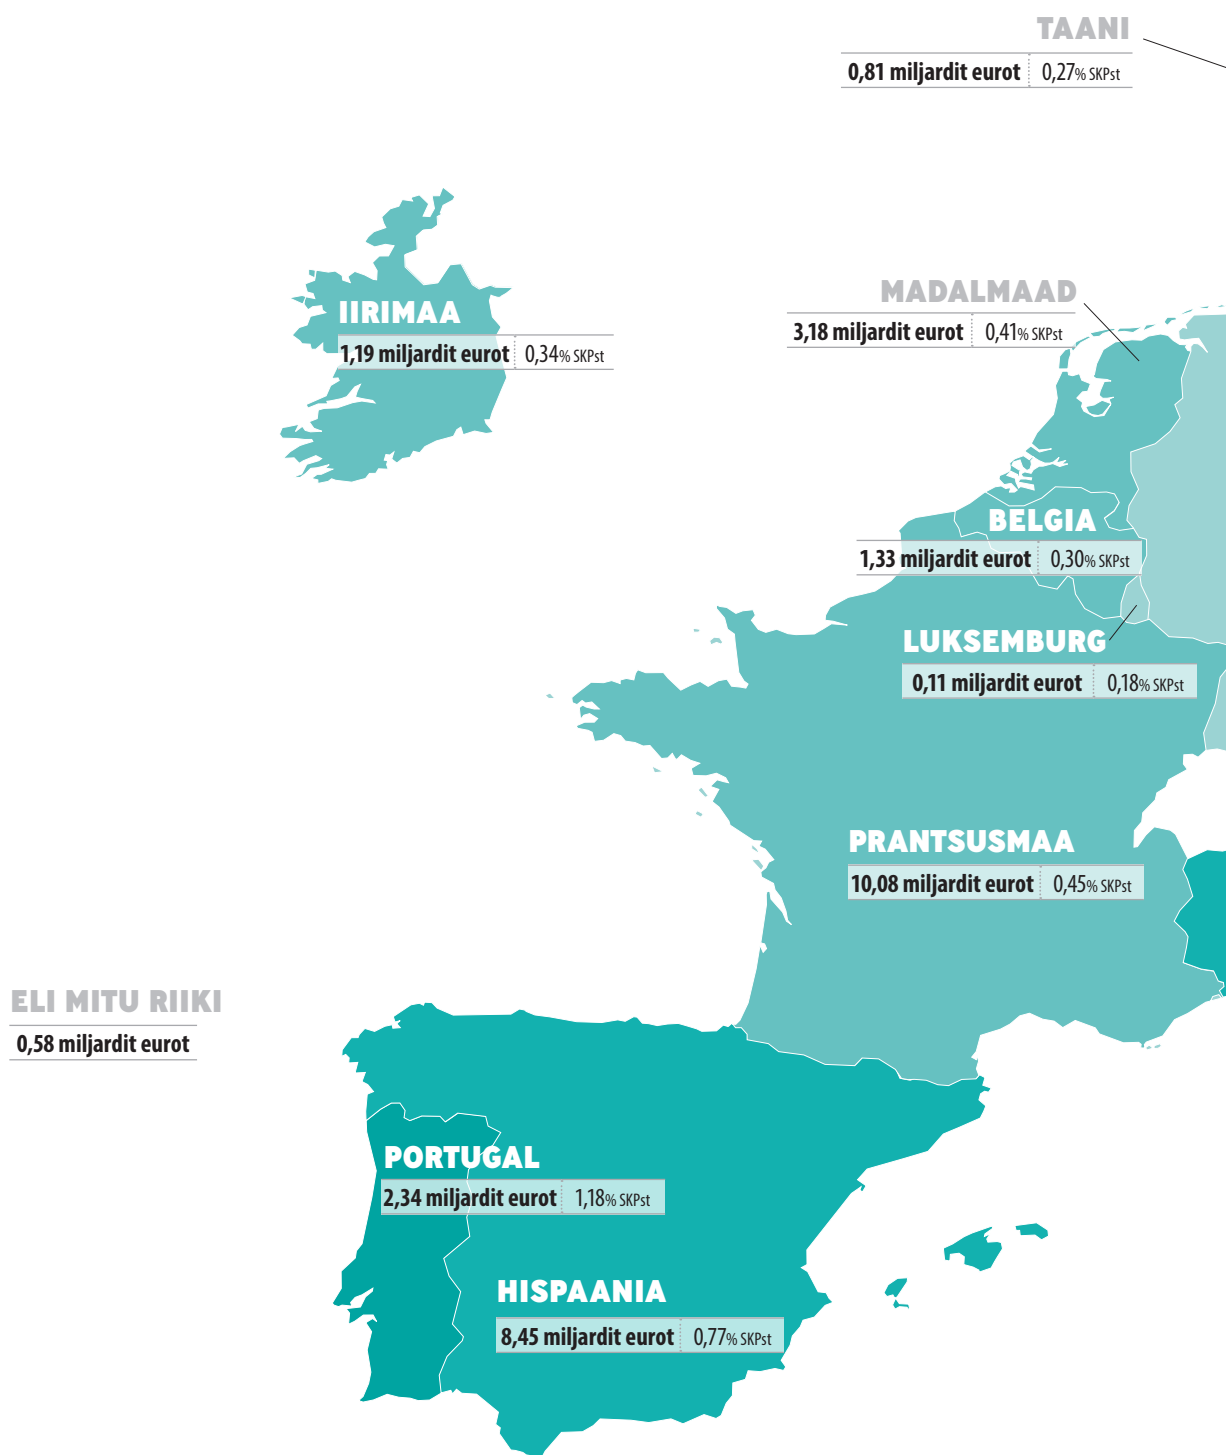 TAANI
0,81 miljardit eurot 0,27% SKPst
IIRIMAA
1,19 miljardit eurot 0,34% SKPst
MADALMAAD
3,18 miljardit eurot 0,41% SKPst
BELGIA
1,33 miljardit eurot 0,30% SKPst
LUKSEMBURG
0,11 miljardit eurot 0,18% SKPst
PRANTSUSMAA
10,08 miljardit eurot 0,45% SKPst
ELI MITU RIIKI
0,58 miljardit eurot
PORTUGAL
2,34 miljardit eurot 1,18% SKPst
HISPAANIA
8,45 miljardit eurot 0,77% SKPst